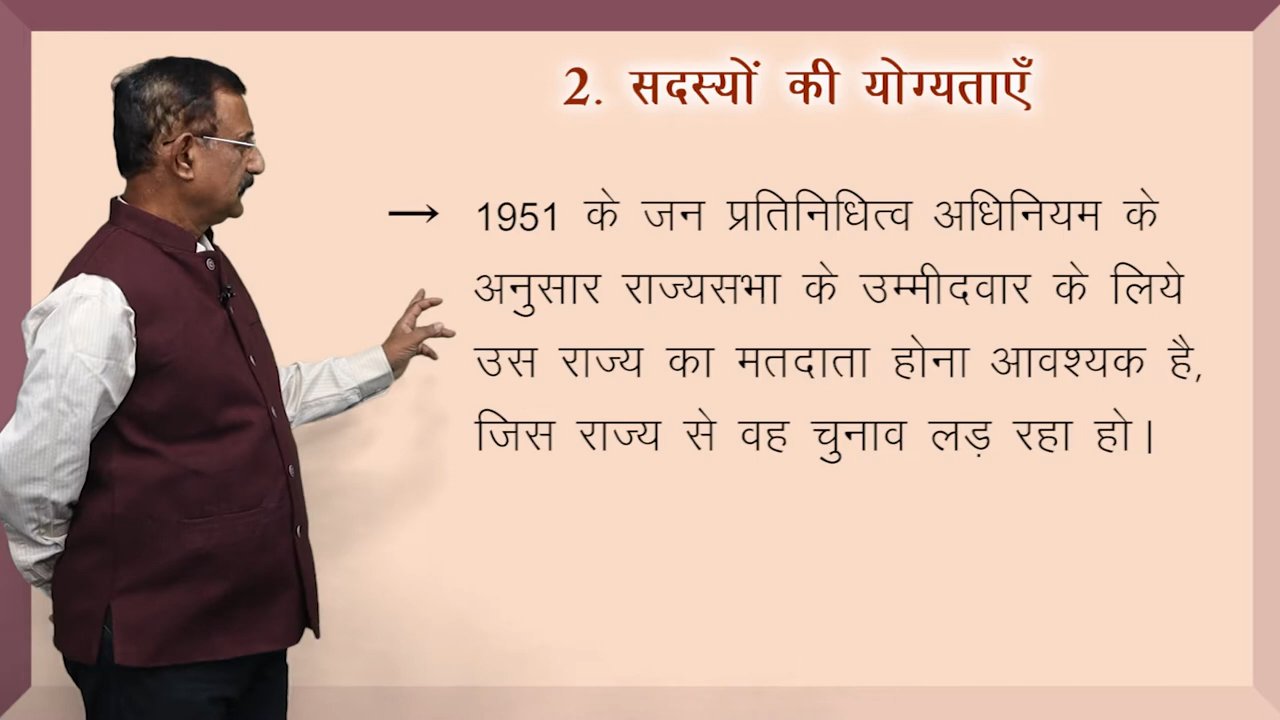 2. सदस्यों की योग्यताएँ
→ 1951 के जन प्रतिनिधित्व अधिनियम के
अनुसार राज्यसभा के उम्मीदवार के लिये
उस राज्य का मतदाता होना आवश्यक है,
जिस राज्य से वह चुनाव लड़ रहा हो।